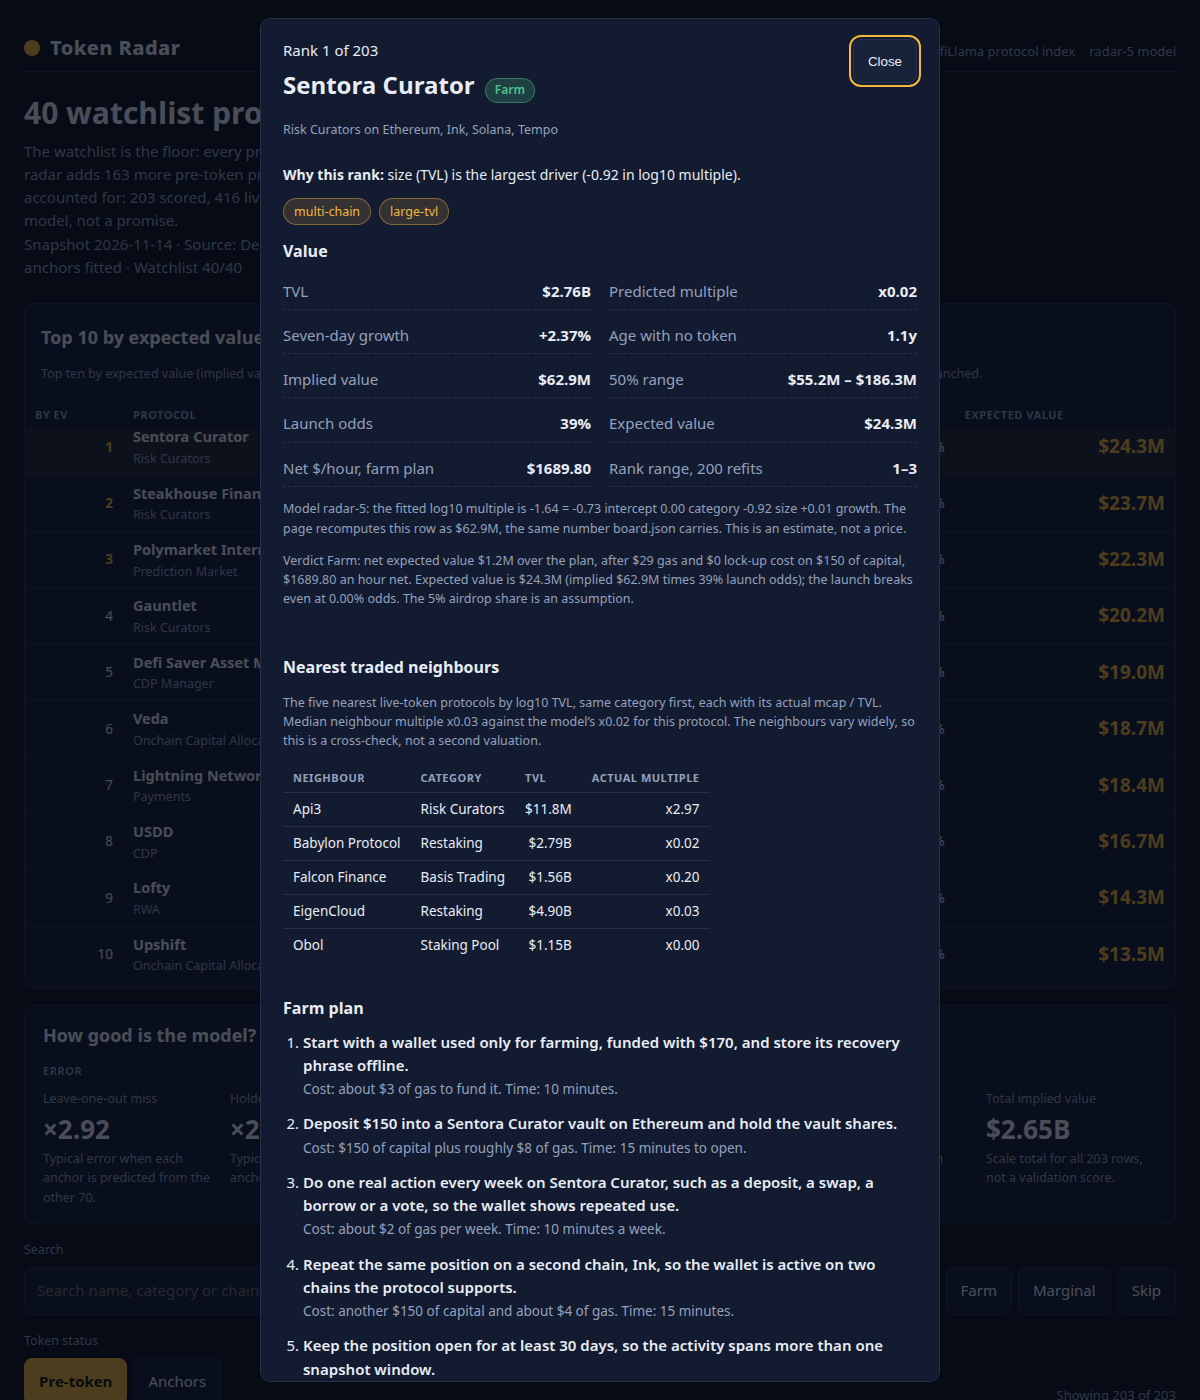 Token Radar
fiLlama protocol index radar-5 model
40 watchlist pro
The watchlist is the floor: every pr
radar adds 163 more pre-token pr
accounted for: 203 scored, 416 liv
model, not a promise.
Snapshot 2026-11-14 · Source: De
anchors fitted · Watchlist 40/40
Top 10 by expected value
Top ten by expected value (implied va
unched.
BY EV PROTOCOL EXPECTED VALUE
1 Sentora Curator % $24.3M
Risk Curators
2 Steakhouse Finan % $23.7M
Risk Curators
3 Polymarket Inter % $22.3M
Prediction Market
4 Gauntlet % $20.2M
Risk Curators
5 Defi Saver Asset M % $19.0M
CDP Manager
6 Veda % $18.7M
Onchain Capital Alloca
7 Lightning Networ % $18.4M
Payments
8 USDD % $16.7M
CDP
9 Lofty % $14.3M
RWA
10 Upshift % $13.5M
Onchain Capital Alloca
How good is the model?
ERROR
Leave-one-out miss
×2.92
Typical error when each
anchor is predicted from the
other 70.
Holdo
×2
Typic
ancho
Total implied value
$2.65B
Scale total for all 203 rows,
not a validation score.
Search
Search name, category or chain
Farm Marginal Skip
Token status
Pre-token Anchors
Showing 203 of 203
Rank 1 of 203
Close
Sentora Curator Farm
Risk Curators on Ethereum, Ink, Solana, Tempo
Why this rank: size (TVL) is the largest driver (-0.92 in log10 multiple).
multi-chain large-tvl
Value
TVL $2.76B Predicted multiple x0.02
Seven-day growth +2.37% Age with no token 1.1y
Implied value $62.9M 50% range $55.2M – $186.3M
Launch odds 39% Expected value $24.3M
Net $/hour, farm plan $1689.80 Rank range, 200 refits 1–3
Model radar-5: the fitted log10 multiple is -1.64 = -0.73 intercept 0.00 category -0.92 size +0.01 growth. The
page recomputes this row as $62.9M, the same number board.json carries. This is an estimate, not a price.
Verdict Farm: net expected value $1.2M over the plan, after $29 gas and $0 lock-up cost on $150 of capital,
$1689.80 an hour net. Expected value is $24.3M (implied $62.9M times 39% launch odds); the launch breaks
even at 0.00% odds. The 5% airdrop share is an assumption.
Nearest traded neighbours
The five nearest live-token protocols by log10 TVL, same category first, each with its actual mcap / TVL.
Median neighbour multiple x0.03 against the model's x0.02 for this protocol. The neighbours vary widely, so
this is a cross-check, not a second valuation.
NEIGHBOUR CATEGORY TVL ACTUAL MULTIPLE
Api3 Risk Curators $11.8M x2.97
Babylon Protocol Restaking $2.79B x0.02
Falcon Finance Basis Trading $1.56B x0.20
EigenCloud Restaking $4.90B x0.03
Obol Staking Pool $1.15B x0.00
Farm plan
1. Start with a wallet used only for farming, funded with $170, and store its recovery
phrase offline.
Cost: about $3 of gas to fund it. Time: 10 minutes.
2. Deposit $150 into a Sentora Curator vault on Ethereum and hold the vault shares.
Cost: $150 of capital plus roughly $8 of gas. Time: 15 minutes to open.
3. Do one real action every week on Sentora Curator, such as a deposit, a swap, a
borrow or a vote, so the wallet shows repeated use.
Cost: about $2 of gas per week. Time: 10 minutes a week.
4. Repeat the same position on a second chain, Ink, so the wallet is active on two
chains the protocol supports.
Cost: another $150 of capital and about $4 of gas. Time: 15 minutes.
5. Keep the position open for at least 30 days, so the activity spans more than one
snapshot window.